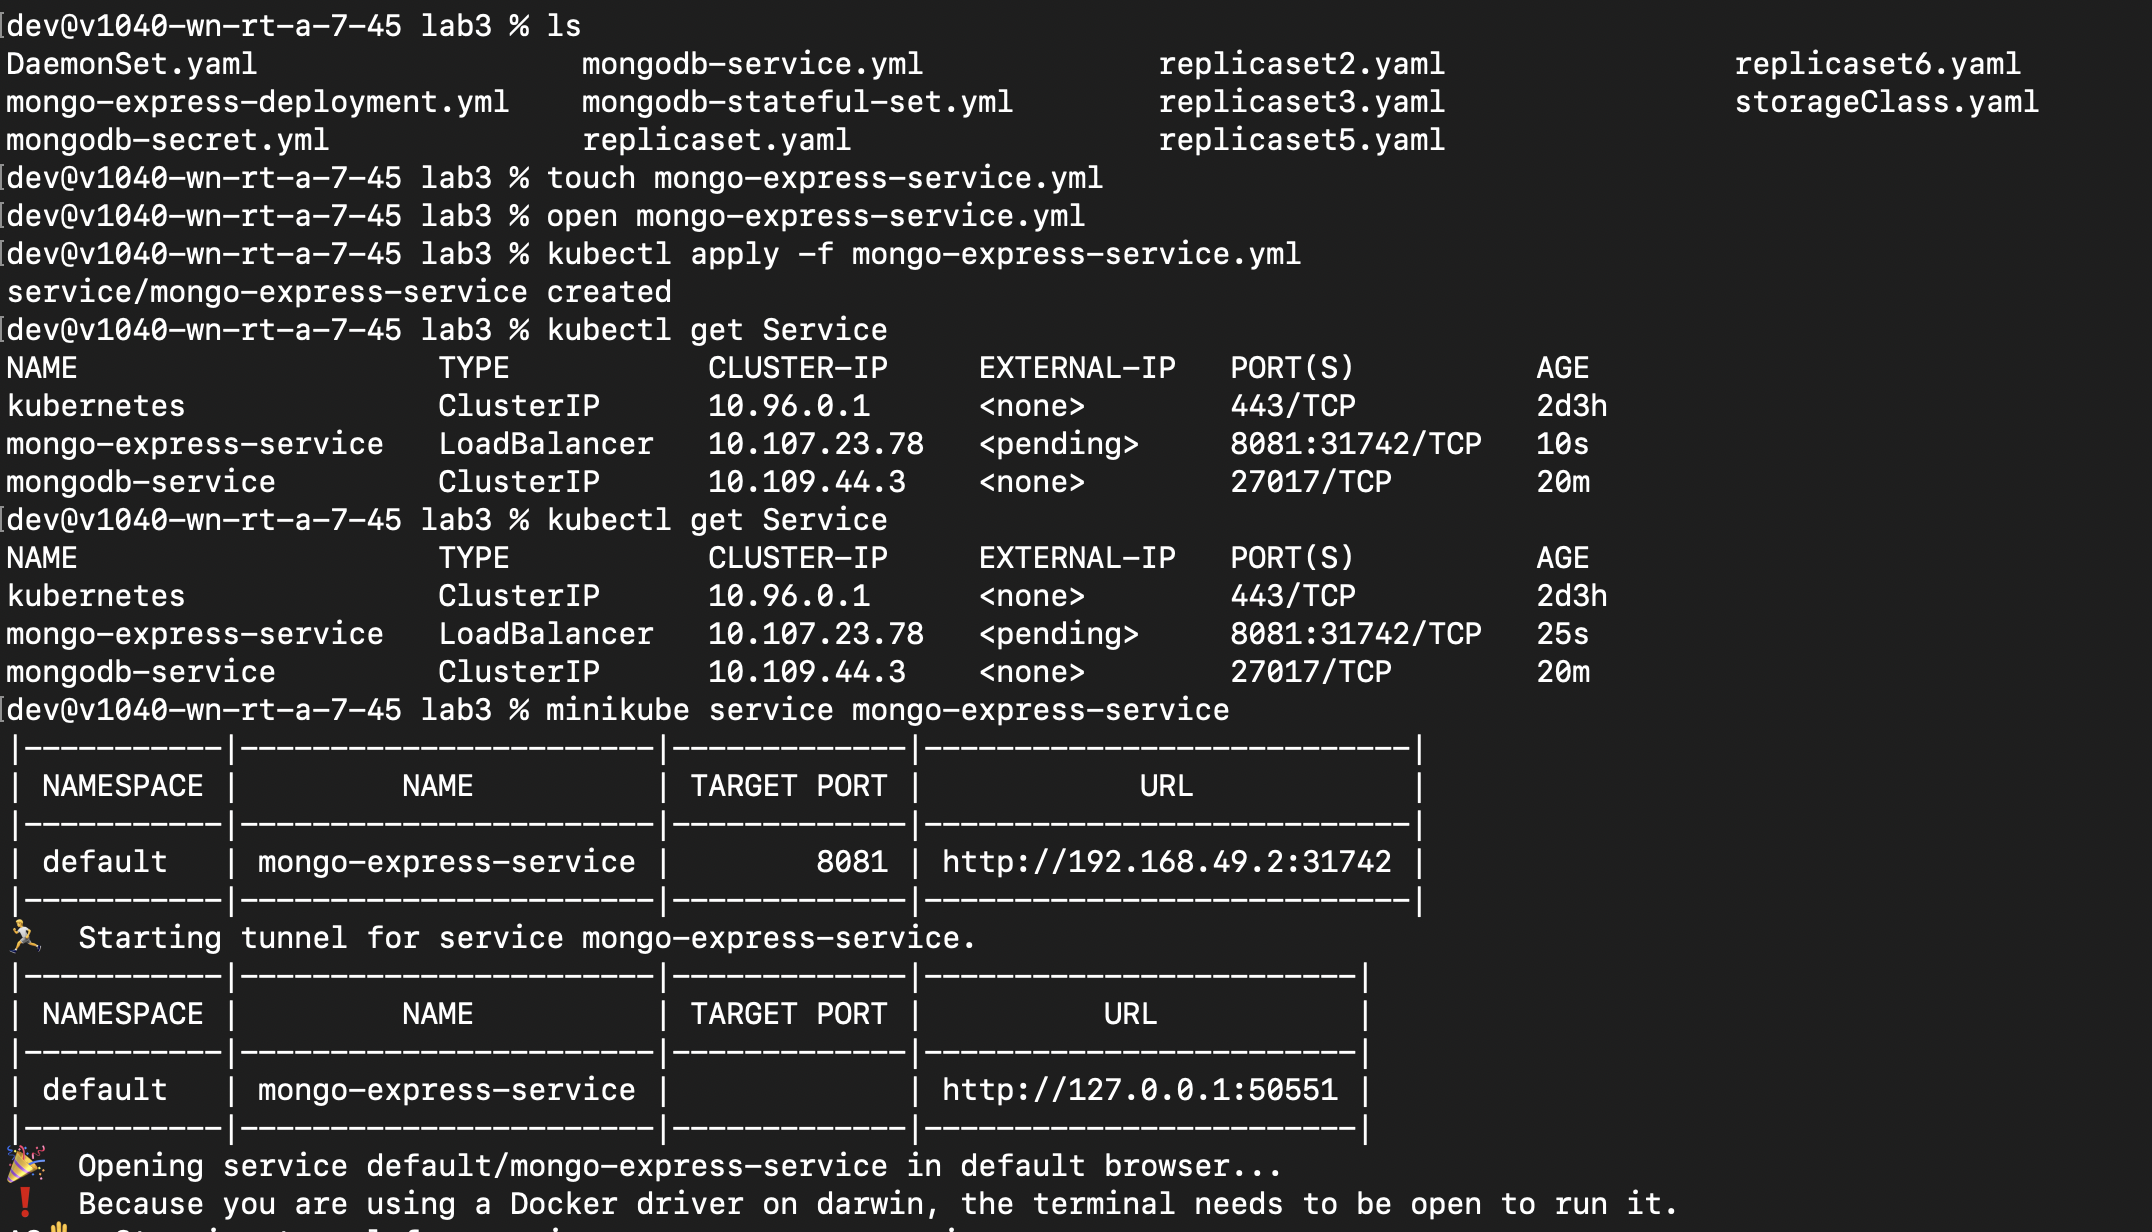 [dev@v1040-wn-rt-a-7-45 lab3 % ls
DaemonSet.yaml mongodb-service.yml replicaset2.yaml replicaset6.yaml
mongo-express-deployment.yml mongodb-stateful-set.yml replicaset3.yaml storageClass.yaml
mongodb-secret.yml replicaset.yaml replicaset5.yaml
[dev@v1040-wn-rt-a-7-45 lab3 % touch mongo-express-service.yml
[dev@v1040-wn-rt-a-7-45 lab3 % open mongo-express-service.yml
[dev@v1040-wn-rt-a-7-45 lab3 % kubectl apply -f mongo-express-service.yml
service/mongo-express-service created
[dev@v1040-wn-rt-a-7-45 lab3 % kubectl get Service
NAME TYPE CLUSTER-IP EXTERNAL-IP PORT(S) AGE
kubernetes ClusterIP 10.96.0.1 <none> 443/TCP 2d3h
mongo-express-service LoadBalancer 10.107.23.78 <pending> 8081:31742/TCP 10s
mongodb-service ClusterIP 10.109.44.3 <none> 27017/TCP 20m
[dev@v1040-wn-rt-a-7-45 lab3 % kubectl get Service
NAME TYPE CLUSTER-IP EXTERNAL-IP PORT(S) AGE
kubernetes ClusterIP 10.96.0.1 <none> 443/TCP 2d3h
mongo-express-service LoadBalancer 10.107.23.78 <pending> 8081:31742/TCP 25s
mongodb-service ClusterIP 10.109.44.3 <none> 27017/TCP 20m
[dev@v1040-wn-rt-a-7-45 lab3 % minikube service mongo-express-service
|-----------|-----------------------|-------------|---------------------------|
| NAMESPACE | NAME | TARGET PORT | URL |
|-----------|-----------------------|-------------|---------------------------|
| default | mongo-express-service | 8081 | http://192.168.49.2:31742 |
|-----------|-----------------------|-------------|---------------------------|
🏃 Starting tunnel for service mongo-express-service.
|-----------|-----------------------|-------------|------------------------|
| NAMESPACE | NAME | TARGET PORT | URL |
|-----------|-----------------------|-------------|------------------------|
| default | mongo-express-service | | http://127.0.0.1:50551 |
|-----------|-----------------------|-------------|------------------------|
🎉 Opening service default/mongo-express-service in default browser...
❗ Because you are using a Docker driver on darwin, the terminal needs to be open to run it.